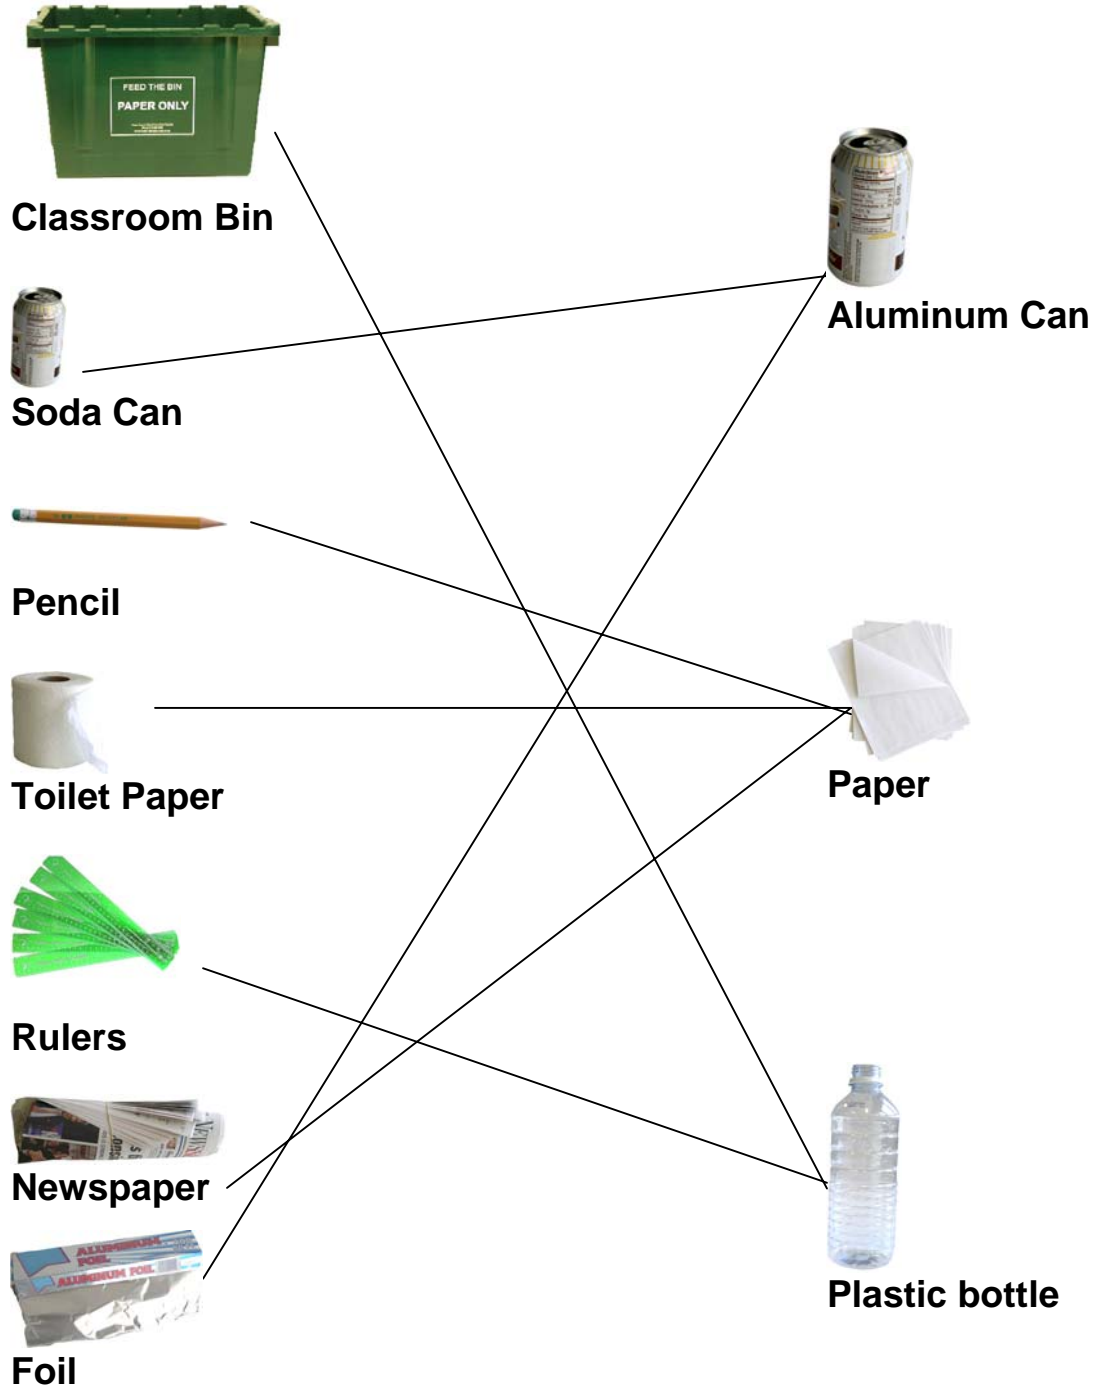 FEED THE BIN
PAPER ONLY
Classroom Bin
Aluminum Can
Soda Can
Pencil
Toilet Paper
Paper
Rulers
Newspaper
ALUMINUM
FOIL
ALUMINUM FOIL
Plastic bottle
Foil